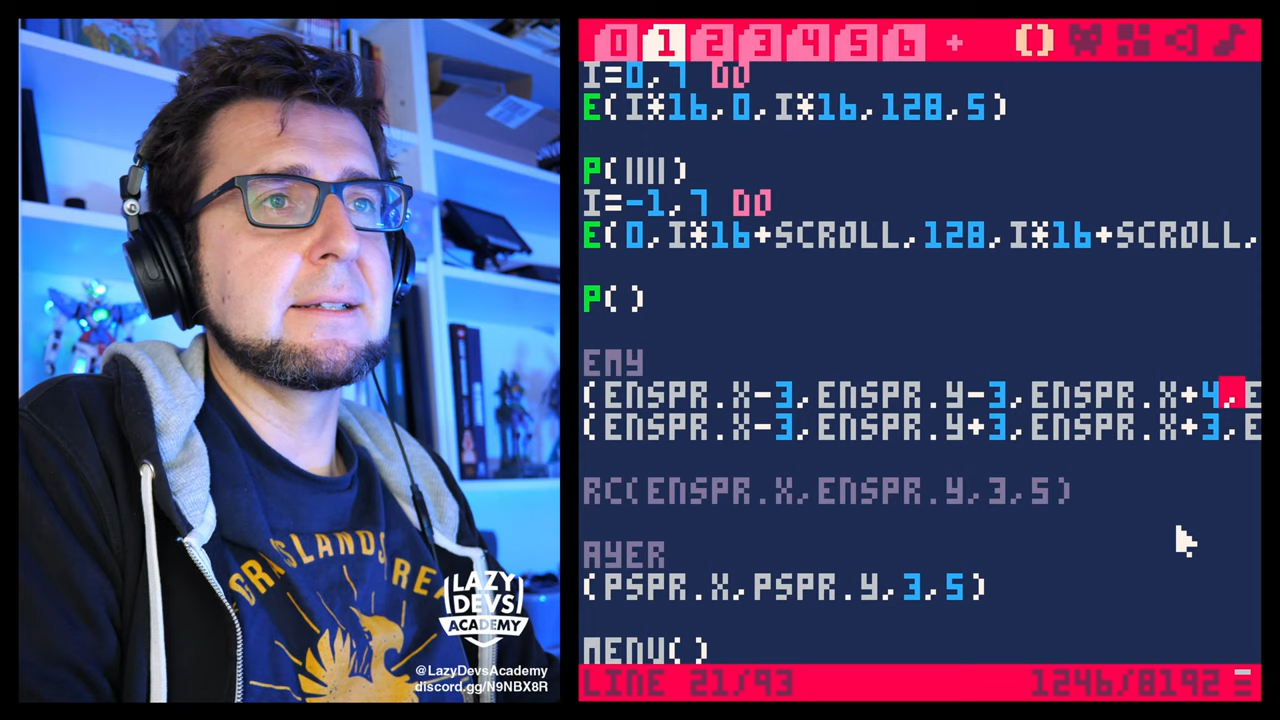 0 1 2 3 4 5 6 +
I=0,7 DO
E(I*16,0,I*16,128,5)
P(||||)
I=-1,7 DO
E(0,I*16+SCROLL,128,I*16+SCROLL,
P()
EMY
(ENSPR.X-3,ENSPR.Y-3,ENSPR.X+4,E
(ENSPR.X-3,ENSPR.Y+3,ENSPR.X+3,E
RC(ENSPR.X,ENSPR.Y,3,5)
AYER
(PSPR.X,PSPR.Y,3,5)
MENU()
LINE 21/93 1246/8192
LAZY
DEVS
ACADEMY
@LazyDevsAcademy
discord.gg/N9NBX8R